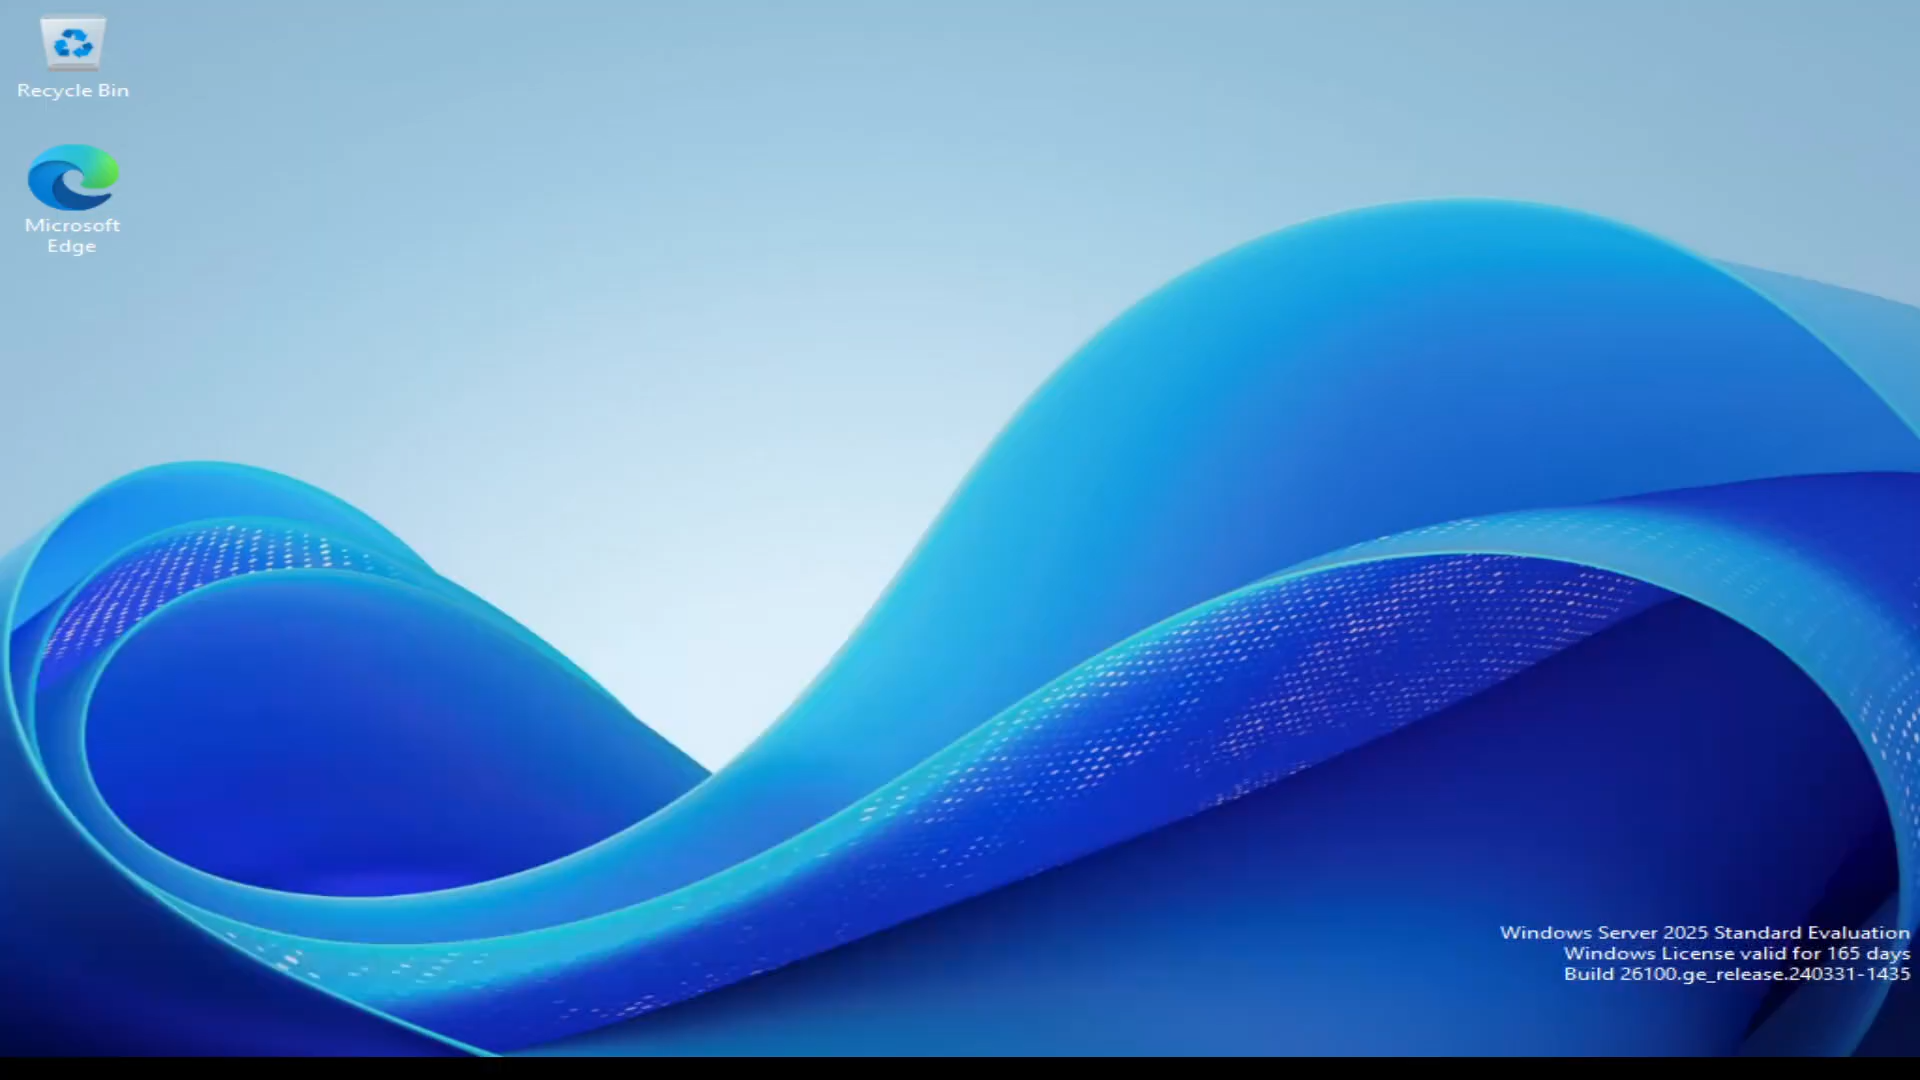 Recycle Bin
Microsoft
Edge
Windows Server 2025 Standard Evaluation
Windows License valid for 165 days
Build 26100.ge_release.240331-1435